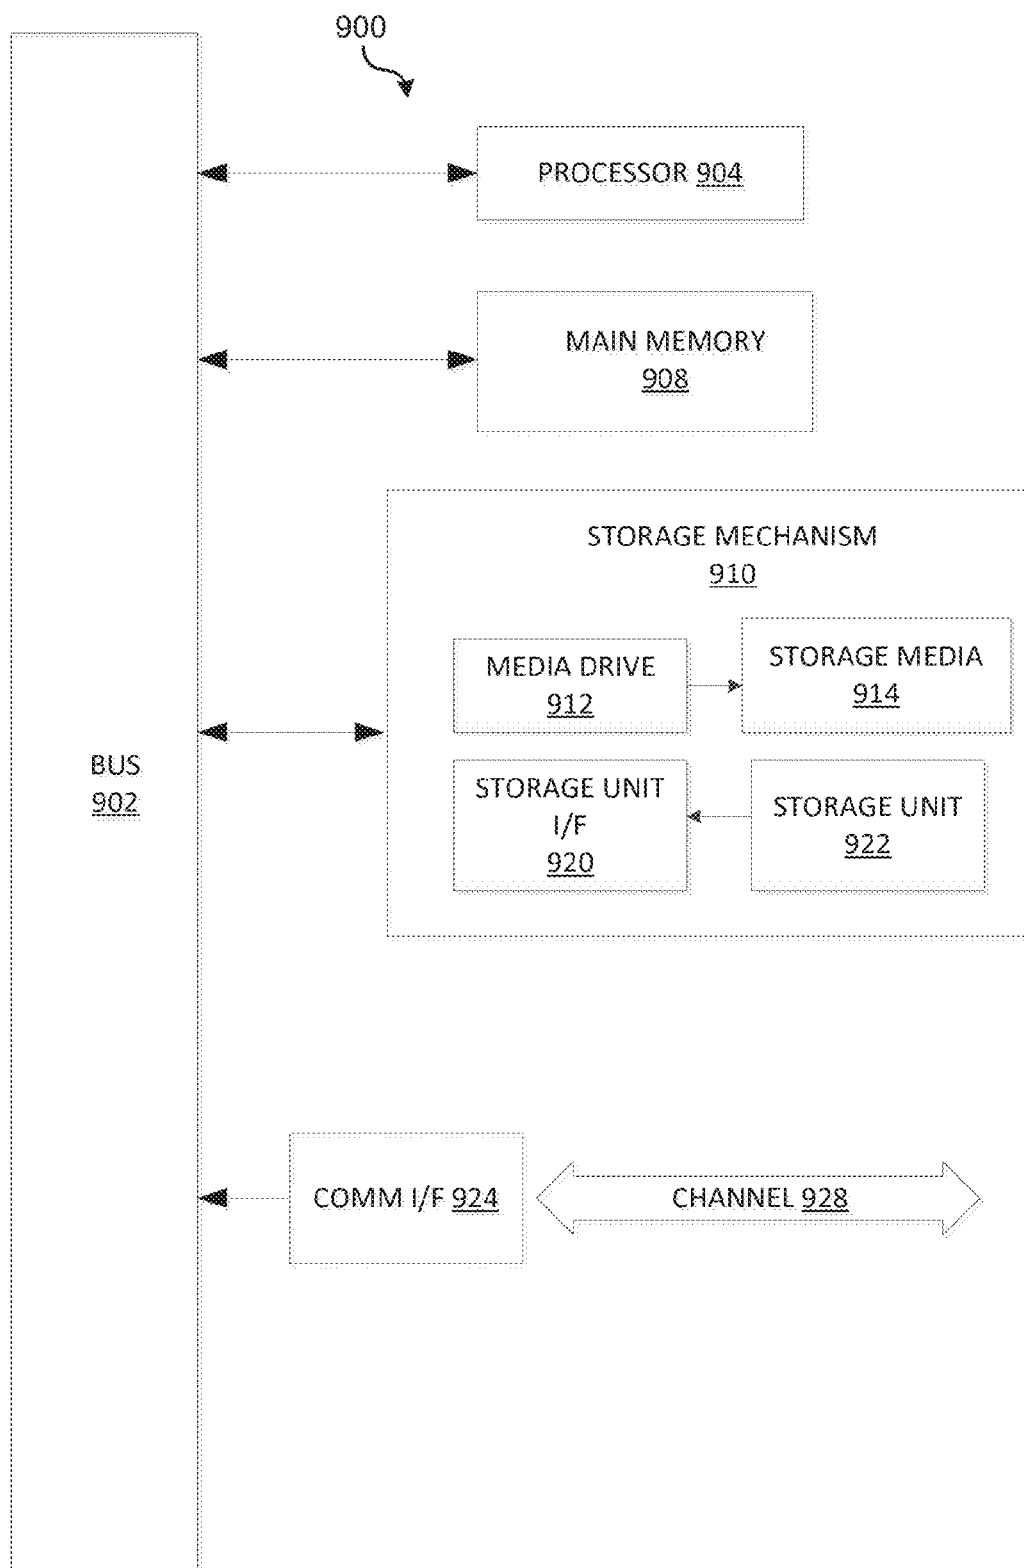 900
PROCESSOR 904
MAIN MEMORY
908
STORAGE MECHANISM
910
MEDIA DRIVE
912
STORAGE MEDIA
914
BUS
902
STORAGE UNIT
I/F
920
STORAGE UNIT
922
COMM I/F 924
CHANNEL 928